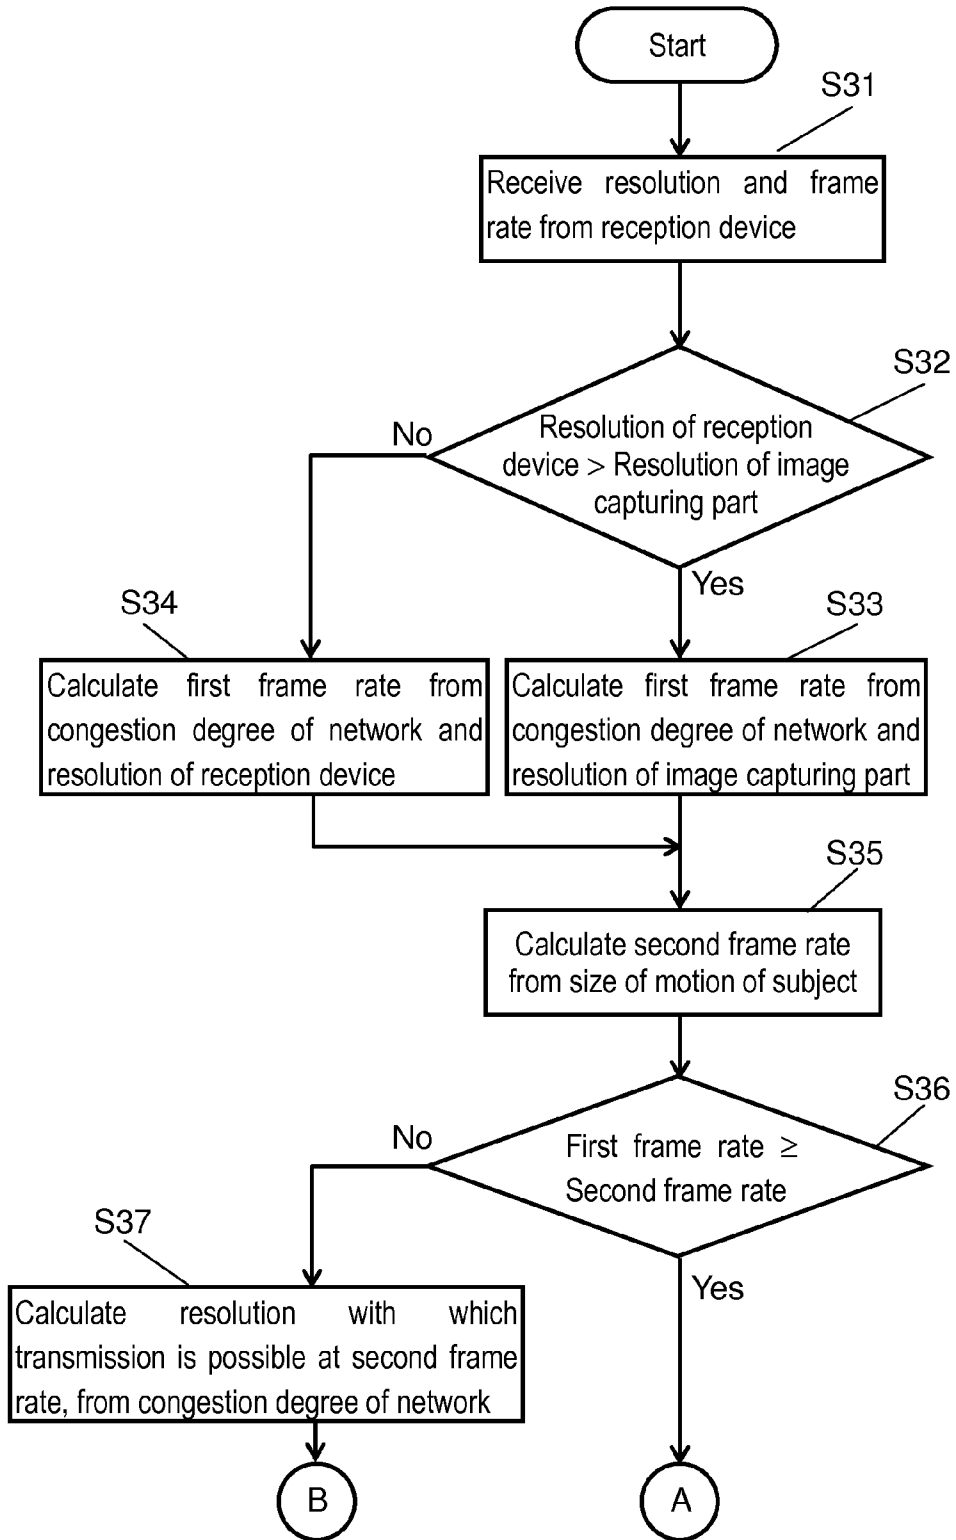 Start
S31
Receive resolution and frame
rate from reception device
S32
Resolution of reception
device > Resolution of image
capturing part
No
Yes
S34
Calculate first frame rate from
congestion degree of network and
resolution of reception device
S33
Calculate first frame rate from
congestion degree of network and
resolution of image capturing part
S35
Calculate second frame rate
from size of motion of subject
S36
First frame rate ≥
Second frame rate
No
Yes
S37
Calculate resolution with which
transmission is possible at second frame
rate, from congestion degree of network
B
A